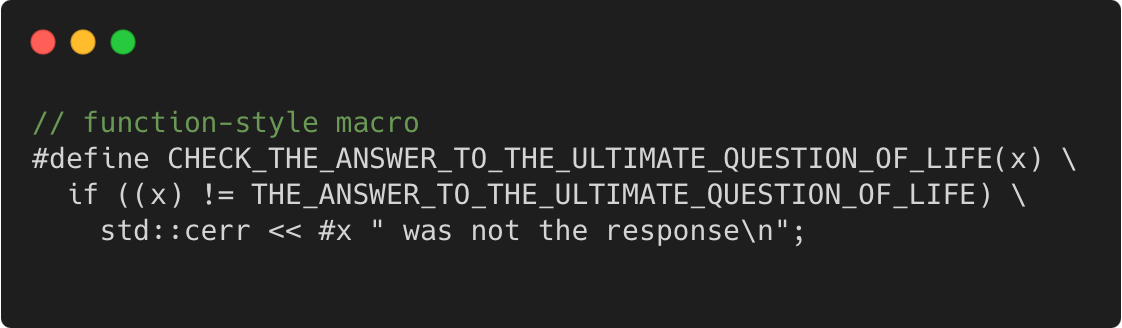 // function-style macro
#define CHECK_THE_ANSWER_TO_THE_ULTIMATE_QUESTION_OF_LIFE(x) \
  if ((x) != THE_ANSWER_TO_THE_ULTIMATE_QUESTION_OF_LIFE) \
    std::cerr << #x " was not the response\n";